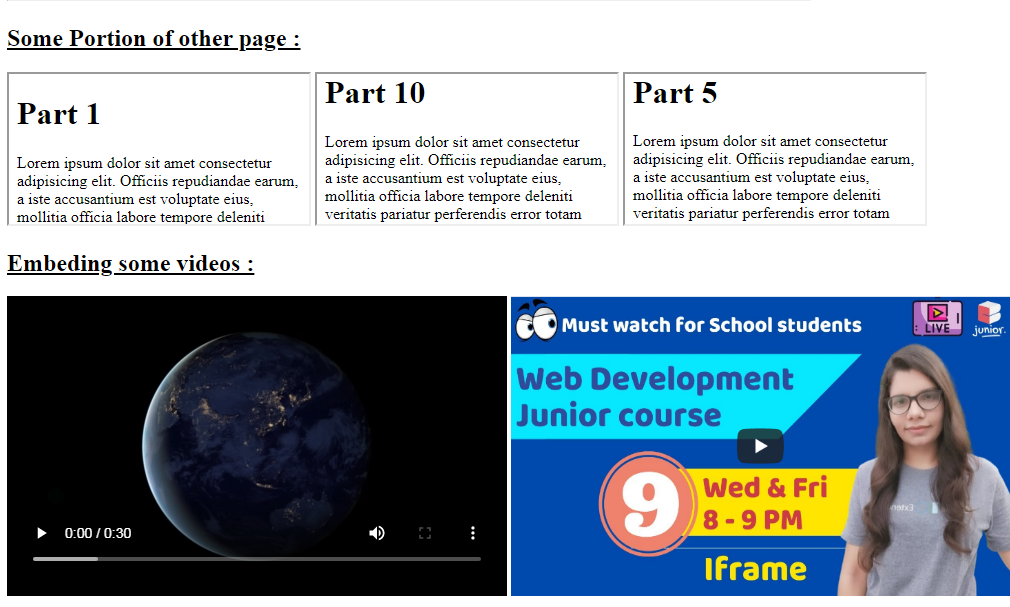 Some Portion of other page :
Part 1
Lorem ipsum dolor sit amet consectetur
adipisicing elit. Officiis repudiandae earum,
a iste accusantium est voluptate eius,
mollitia officia labore tempore deleniti
Part 10
Lorem ipsum dolor sit amet consectetur
adipisicing elit. Officiis repudiandae earum,
a iste accusantium est voluptate eius,
mollitia officia labore tempore deleniti
veritatis pariatur perferendis error totam
Part 5
Lorem ipsum dolor sit amet consectetur
adipisicing elit. Officiis repudiandae earum,
a iste accusantium est voluptate eius,
mollitia officia labore tempore deleniti
veritatis pariatur perferendis error totam
Embeding some videos :
0:00 / 0:30
Must watch for School students
LIVE
junior.
Web Development
Junior course
9
Wed & Fri
8 - 9 PM
Iframe